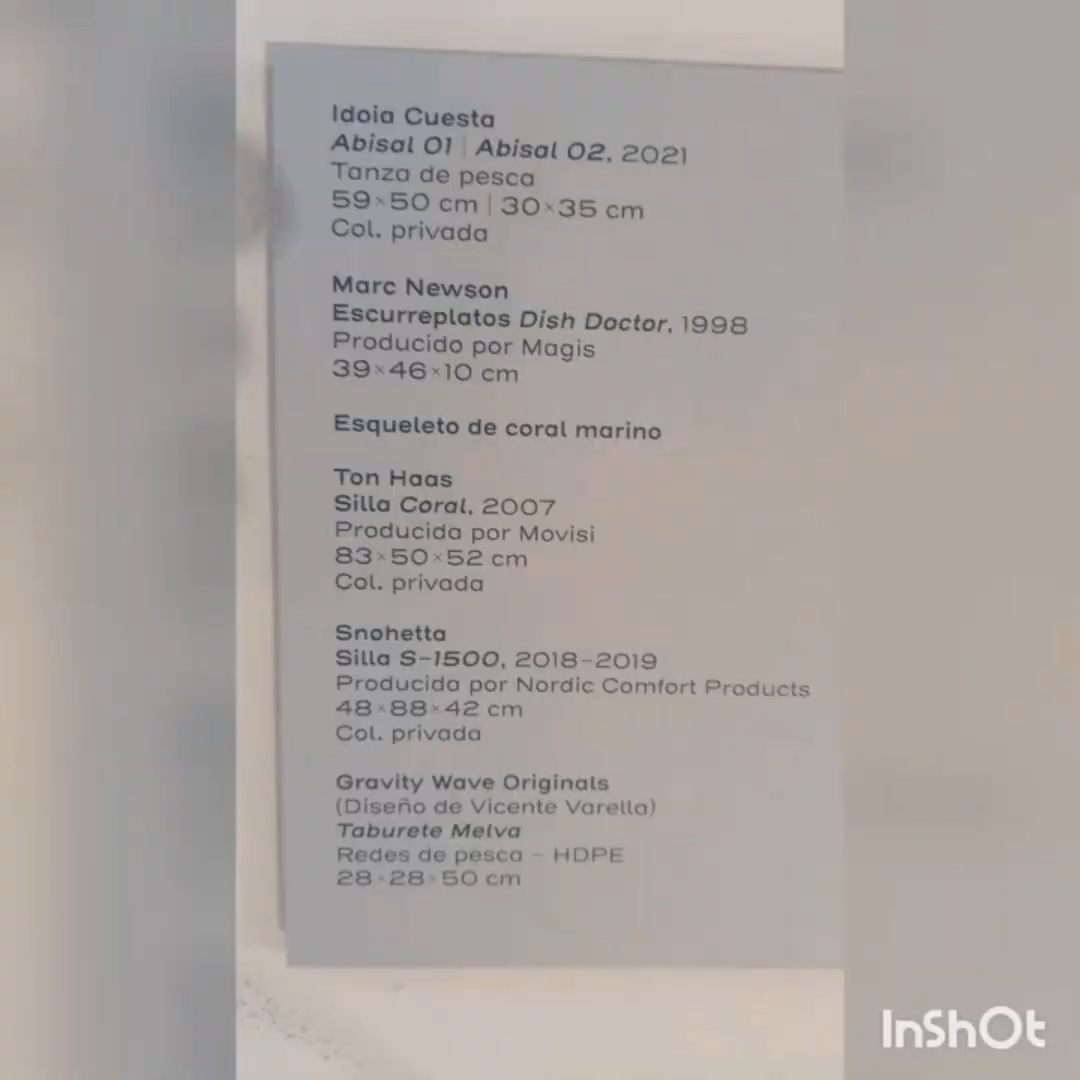 Idoia Cuesta
Abisal 01 | Abisal 02, 2021
Tanza de pesca
59×50 cm | 30×35 cm
Col. privada
Marc Newson
Escurreplatos Dish Doctor, 1998
Producido por Magis
39×46×10 cm
Esqueleto de coral marino
Ton Haas
Silla Coral, 2007
Producida por Movisi
83×50×52 cm
Col. privada
Snohetta
Silla S-1500, 2018-2019
Producida por Nordic Comfort Products
48×88×42 cm
Col. privada
Gravity Wave Originals
(Diseño de Vicente Varella)
Taburete Melva
Redes de pesca - HDPE
28×28×50 cm
InShOt